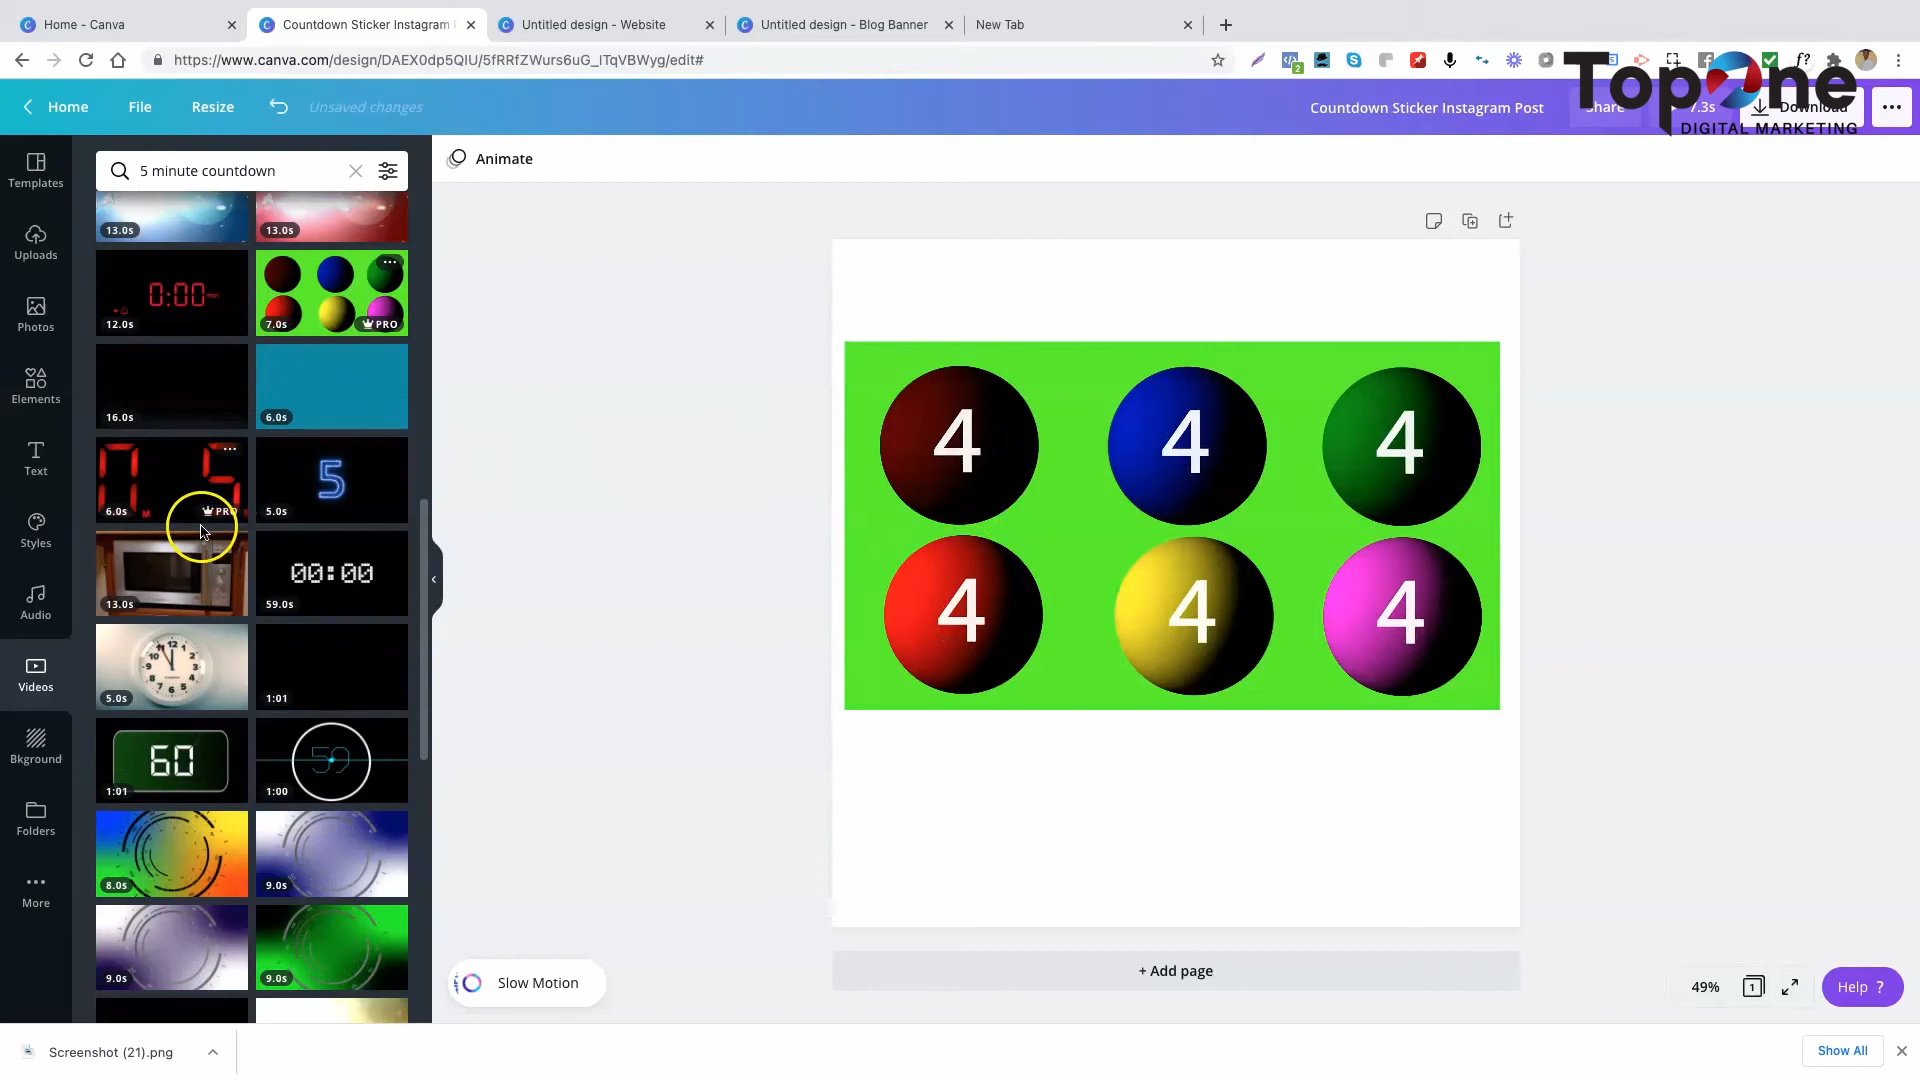 Home - Canva
Countdown Sticker Instagram
Untitled design - Website
Untitled design - Blog Banner
New Tab
https://www.canva.com/design/DAEX0dp5QIU/5fRRfZWurs6uG_ITqVBWyg/edit#
TopOne
DIGITAL MARKETING
Home
File
Resize
Unsaved changes
Countdown Sticker Instagram Post
Share
7.3s
Download
Templates
Uploads
Photos
Elements
Text
Styles
Audio
Videos
Bkground
Folders
More
5 minute countdown
Animate
13.0s
13.0s
0:00
12.0s
7.0s
PRO
16.0s
6.0s
6.0s
PRO
5
5.0s
13.0s
00:00
59.0s
5.0s
1:01
60
1:01
59
1:00
8.0s
9.0s
9.0s
9.0s
4 4 4
4 4 4
+ Add page
Slow Motion
49%
1
Help ?
Screenshot (21).png
Show All